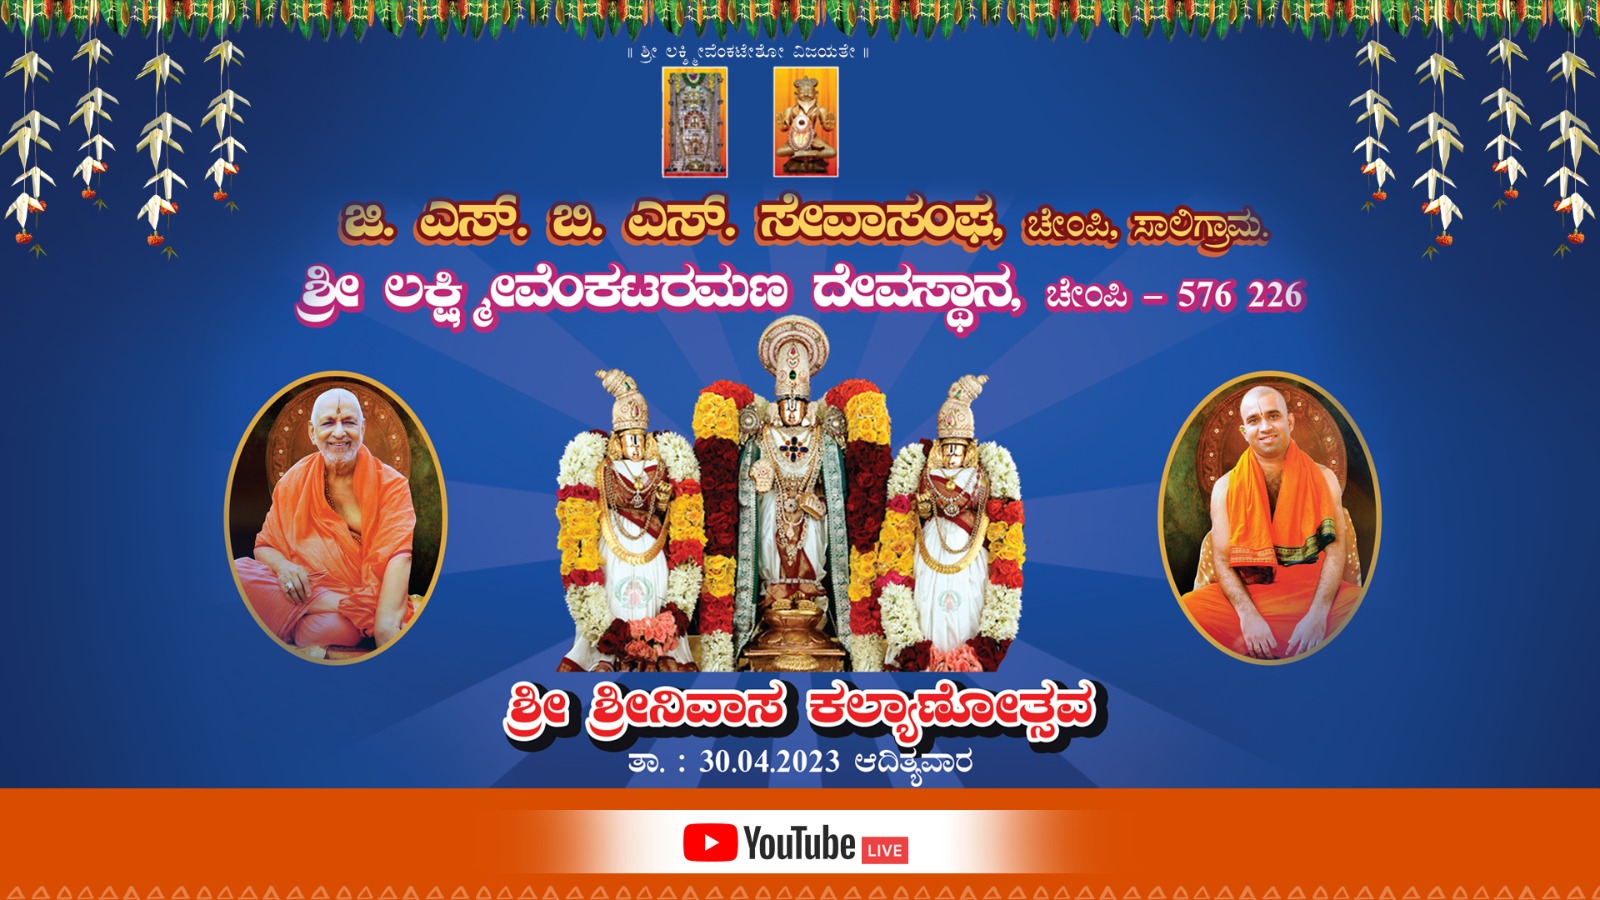 ॥ ಶ್ರೀ ಲಕ್ಷ್ಮೀವೆಂಕಟೇಶೋ ವಿಜಯತೇ ॥
ಜಿ. ಎಸ್. ಬಿ. ಎಸ್. ಸೇವಾಸಂಘ, ಚೇಂಪಿ, ಸಾಲಿಗ್ರಾಮ.
ಶ್ರೀ ಲಕ್ಷ್ಮೀವೆಂಕಟರಮಣ ದೇವಸ್ಥಾನ, ಚೇಂಪಿ – 576 226
ಶ್ರೀ ಶ್ರೀನಿವಾಸ ಕಲ್ಯಾಣೋತ್ಸವ
ತಾ. : 30.04.2023 ಆದಿತ್ಯವಾರ
YouTube LIVE